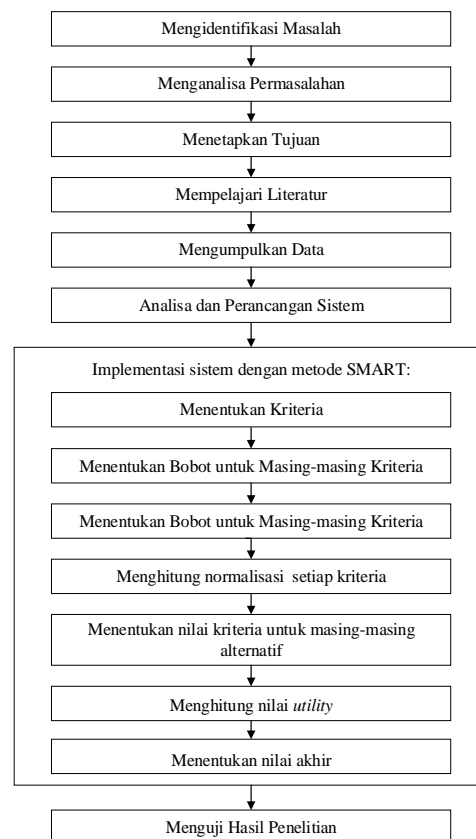 Mengidentifikasi Masalah
Menganalisa Permasalahan
Menetapkan Tujuan
Mempelajari Literatur
Mengumpulkan Data
Analisa dan Perancangan Sistem
Implementasi sistem dengan metode SMART:
Menentukan Kriteria
Menentukan Bobot untuk Masing-masing Kriteria
Menentukan Bobot untuk Masing-masing Kriteria
Menghitung normalisasi setiap kriteria
Menentukan nilai kriteria untuk masing-masing
alternatif
Menghitung nilai utility
Menentukan nilai akhir
Menguji Hasil Penelitian